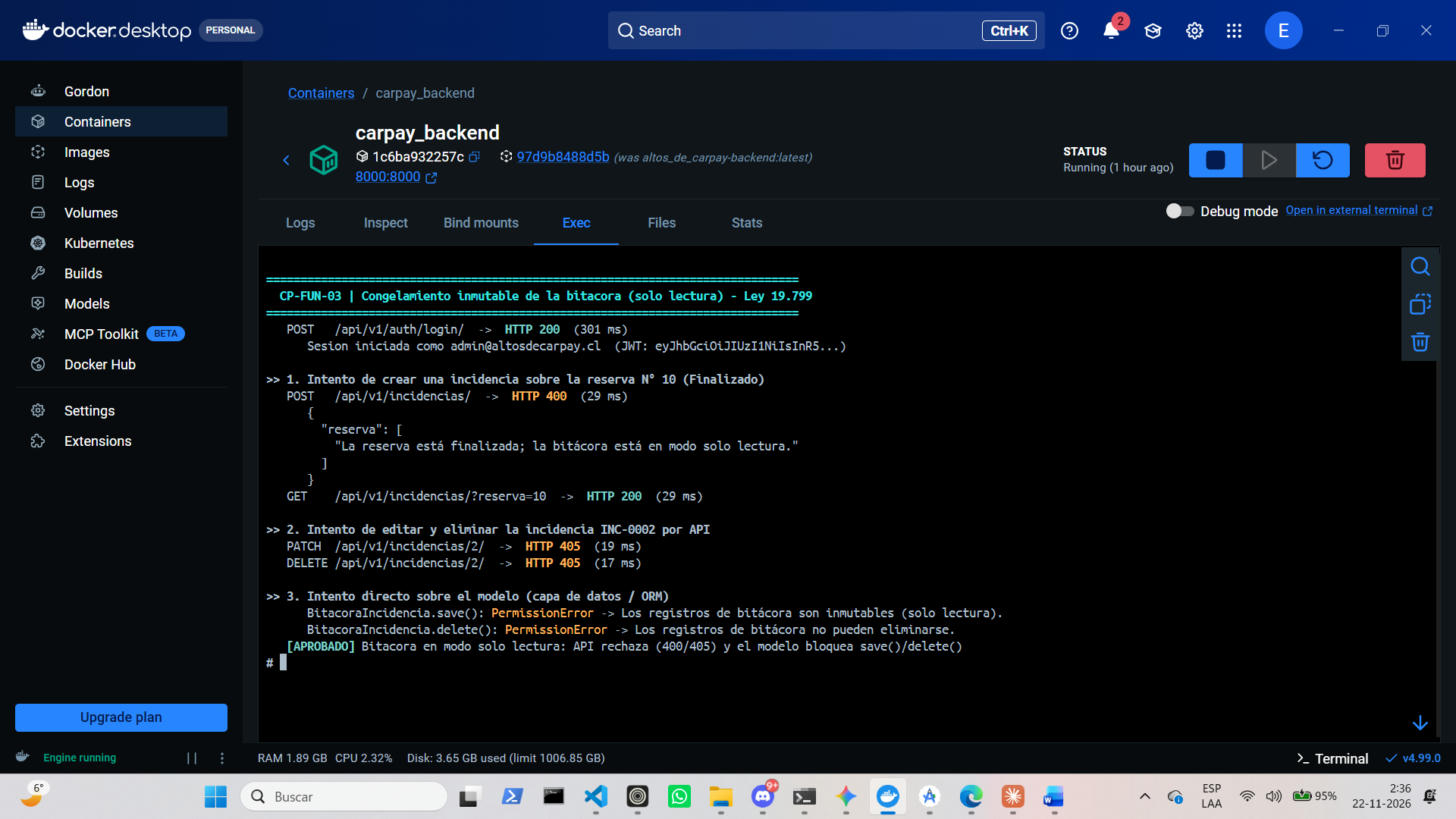 docker.desktop PERSONAL
Search Ctrl+K
2
E
Gordon
Containers
Images
Logs
Volumes
Kubernetes
Builds
Models
MCP Toolkit BETA
Docker Hub
Settings
Extensions
Upgrade plan
Containers / carpay_backend
carpay_backend
1c6ba932257c 97d9b8488d5b (was altos_de_carpay-backend:latest)
8000:8000
STATUS
Running (1 hour ago)
Logs Inspect Bind mounts Exec Files Stats
Debug mode Open in external terminal
==============================================================================
CP-FUN-03 | Congelamiento inmutable de la bitacora (solo lectura) - Ley 19.799
==============================================================================
POST /api/v1/auth/login/ -> HTTP 200 (301 ms)
Sesion iniciada como admin@altosdecarpay.cl (JWT: eyJhbGciOiJIUzI1NiIsInR5...)
>> 1. Intento de crear una incidencia sobre la reserva N° 10 (Finalizado)
POST /api/v1/incidencias/ -> HTTP 400 (29 ms)
{
"reserva": [
"La reserva está finalizada; la bitácora está en modo solo lectura."
]
}
GET /api/v1/incidencias/?reserva=10 -> HTTP 200 (29 ms)
>> 2. Intento de editar y eliminar la incidencia INC-0002 por API
PATCH /api/v1/incidencias/2/ -> HTTP 405 (19 ms)
DELETE /api/v1/incidencias/2/ -> HTTP 405 (17 ms)
>> 3. Intento directo sobre el modelo (capa de datos / ORM)
BitacoraIncidencia.save(): PermissionError -> Los registros de bitácora son inmutables (solo lectura).
BitacoraIncidencia.delete(): PermissionError -> Los registros de bitácora no pueden eliminarse.
[APROBADO] Bitacora en modo solo lectura: API rechaza (400/405) y el modelo bloquea save()/delete()
#
Engine running
RAM 1.89 GB CPU 2.32% Disk: 3.65 GB used (limit 1006.85 GB)
Terminal v4.99.0
6°
Buscar
9+
ESP
LAA
95%
2:36
22-11-2026